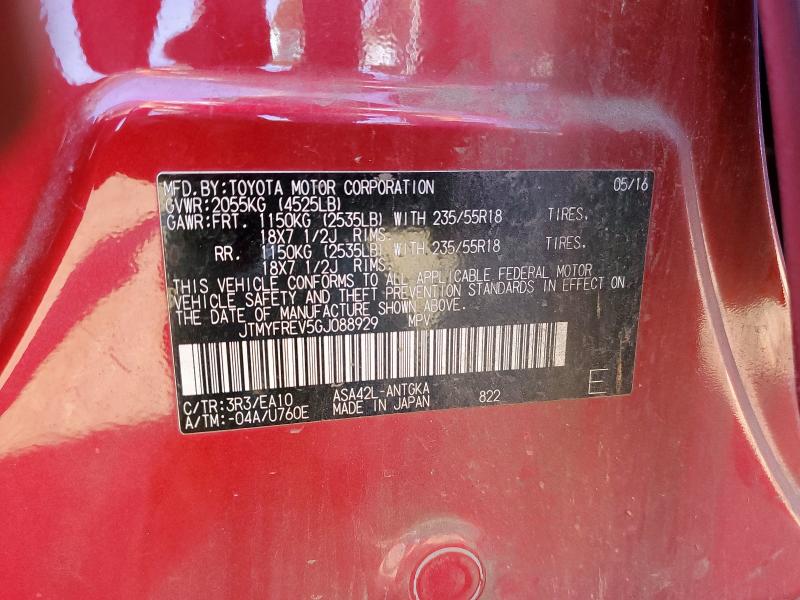 MFD.BY:TOYOTA MOTOR CORPORATION 05/16
GVWR:2055KG (4525LB)
GAWR:FRT. 1150KG (2535LB) WITH 235/55R18 TIRES.
18X7 1/2J RIMS.
RR. 1150KG (2535LB) WITH 235/55R18 TIRES.
18X7 1/2J RIMS.
THIS VEHICLE CONFORMS TO ALL APPLICABLE FEDERAL MOTOR
VEHICLE SAFETY AND THEFT PREVENTION STANDARDS IN EFFECT ON
THE DATE OF MANUFACTURE SHOWN ABOVE.
JTMYFREV5GJ088929 MPV
C/TR:3R3/EA10 ASA42L-ANTGKA 822 E
A/TM:-04A/U760E MADE IN JAPAN